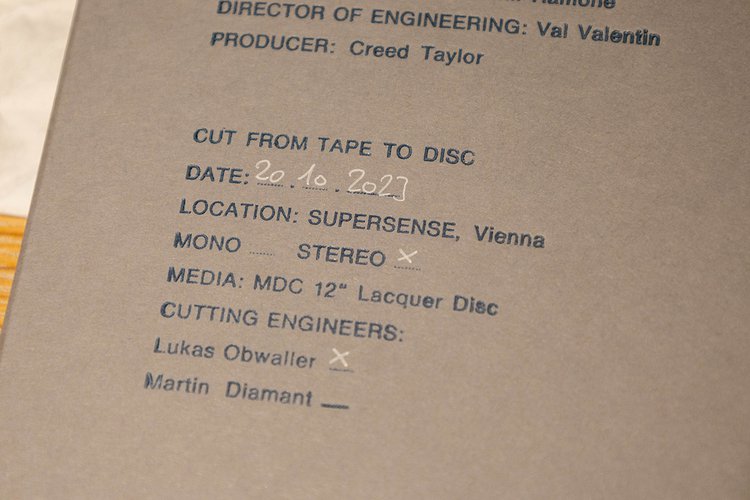 DIRECTOR OF ENGINEERING: Val Valentin
PRODUCER: Creed Taylor
CUT FROM TAPE TO DISC
DATE: 20.10.2023
LOCATION: SUPERSENSE, Vienna
MONO STEREO X
MEDIA: MDC 12" Lacquer Disc
CUTTING ENGINEERS:
Lukas Obwaller X
Martin Diamant